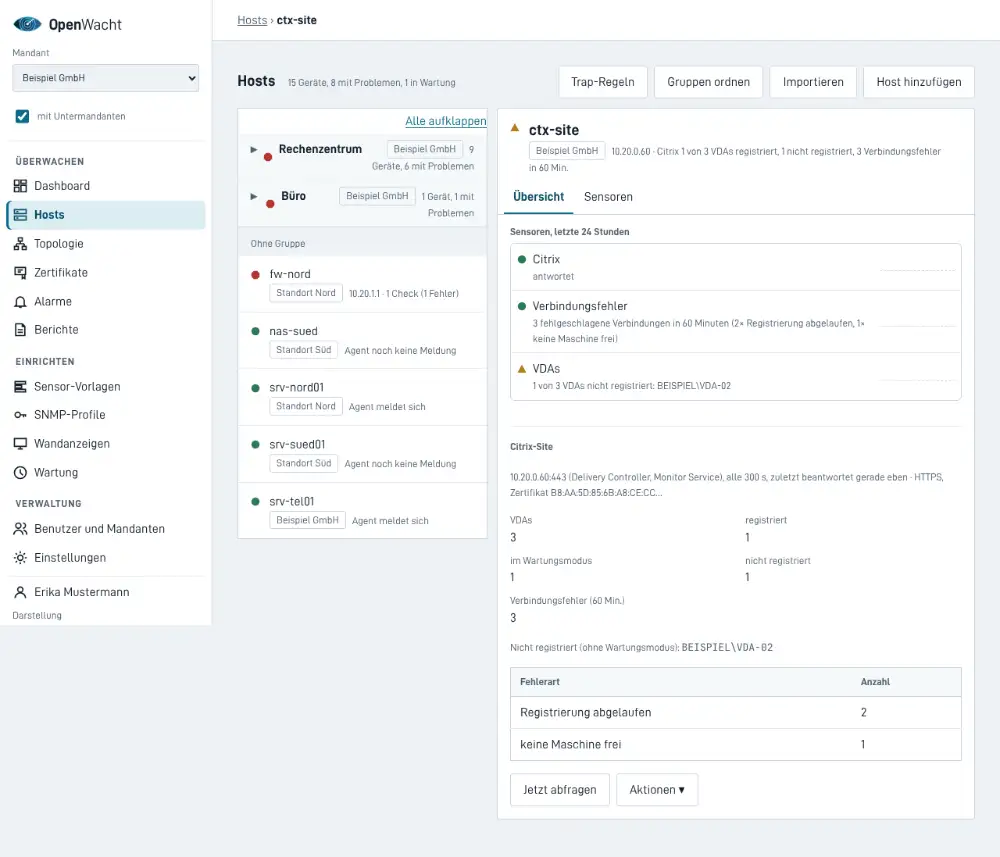 OpenWacht
Mandant
Beispiel GmbH
mit Untermandanten
ÜBERWACHEN
Dashboard
Hosts
Topologie
Zertifikate
Alarme
Berichte
EINRICHTEN
Sensor-Vorlagen
SNMP-Profile
Wandanzeigen
Wartung
VERWALTUNG
Benutzer und Mandanten
Einstellungen
Erika Mustermann
Darstellung
Hosts › ctx-site
Hosts 15 Geräte, 8 mit Problemen, 1 in Wartung
Trap-Regeln
Gruppen ordnen
Importieren
Host hinzufügen
Alle aufklappen
▶ Rechenzentrum Beispiel GmbH 9
Geräte, 6 mit Problemen
▶ Büro Beispiel GmbH 1 Gerät, 1 mit
Problemen
Ohne Gruppe
fw-nord
Standort Nord 10.20.1.1 · 1 Check (1 Fehler)
nas-sued
Standort Süd Agent noch keine Meldung
srv-nord01
Standort Nord Agent meldet sich
srv-sued01
Standort Süd Agent noch keine Meldung
srv-tel01
Beispiel GmbH Agent meldet sich
ctx-site
Beispiel GmbH 10.20.0.60 · Citrix 1 von 3 VDAs registriert, 1 nicht registriert, 3 Verbindungsfehler
in 60 Min.
Übersicht Sensoren
Sensoren, letzte 24 Stunden
Citrix
antwortet
Verbindungsfehler
3 fehlgeschlagene Verbindungen in 60 Minuten (2× Registrierung abgelaufen, 1×
keine Maschine frei)
VDAs
1 von 3 VDAs nicht registriert: BEISPIEL\VDA-02
Citrix-Site
10.20.0.60:443 (Delivery Controller, Monitor Service), alle 300 s, zuletzt beantwortet gerade eben · HTTPS,
Zertifikat B8:AA:5D:85:6B:A8:CE:CC…
VDAs registriert
3 1
im Wartungsmodus nicht registriert
1 1
Verbindungsfehler (60 Min.)
3
Nicht registriert (ohne Wartungsmodus): BEISPIEL\VDA-02
Fehlerart Anzahl
Registrierung abgelaufen 2
keine Maschine frei 1
Jetzt abfragen
Aktionen ▾